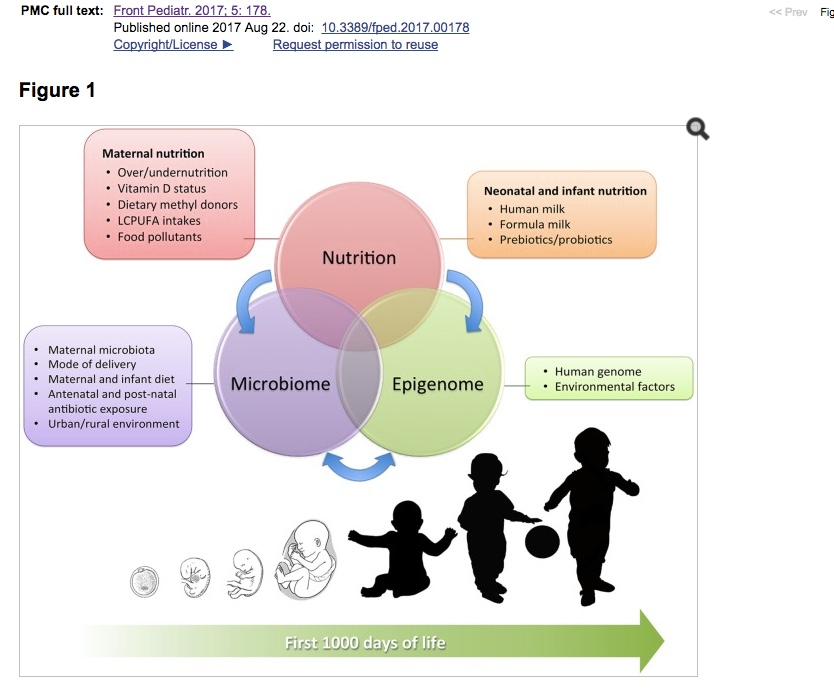 PMC full text: Front Pediatr. 2017; 5: 178.
Published online 2017 Aug 22. doi: 10.3389/fped.2017.00178
Copyright/License ▶ Request permission to reuse
<< Prev Fig
Figure 1
Maternal nutrition
• Over/undernutrition
• Vitamin D status
• Dietary methyl donors
• LCPUFA intakes
• Food pollutants
Neonatal and infant nutrition
• Human milk
• Formula milk
• Prebiotics/probiotics
Nutrition
• Maternal microbiota
• Mode of delivery
• Maternal and infant diet
• Antenatal and post-natal
antibiotic exposure
• Urban/rural environment
Microbiome
Epigenome
• Human genome
• Environmental factors
First 1000 days of life